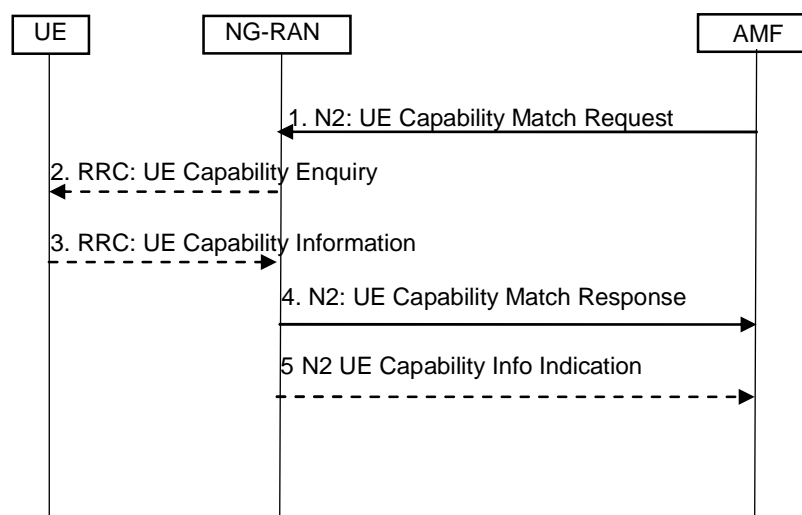 UE
NG-RAN
AMF
1. N2: UE Capability Match Request
2. RRC: UE Capability Enquiry
3. RRC: UE Capability Information
4. N2: UE Capability Match Response
5 N2 UE Capability Info Indication